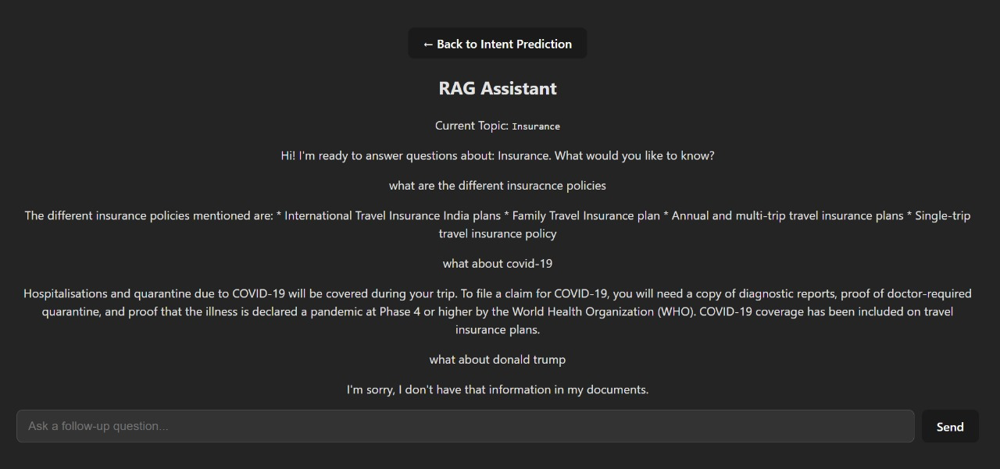 ← Back to Intent Prediction
RAG Assistant
Current Topic: Insurance
Hi! I'm ready to answer questions about: Insurance. What would you like to know?
what are the different insuracnce policies
The different insurance policies mentioned are: * International Travel Insurance India plans * Family Travel Insurance plan * Annual and multi-trip travel insurance plans * Single-trip
travel insurance policy
what about covid-19
Hospitalisations and quarantine due to COVID-19 will be covered during your trip. To file a claim for COVID-19, you will need a copy of diagnostic reports, proof of doctor-required
quarantine, and proof that the illness is declared a pandemic at Phase 4 or higher by the World Health Organization (WHO). COVID-19 coverage has been included on travel
insurance plans.
what about donald trump
I'm sorry, I don't have that information in my documents.
Ask a follow-up question...
Send